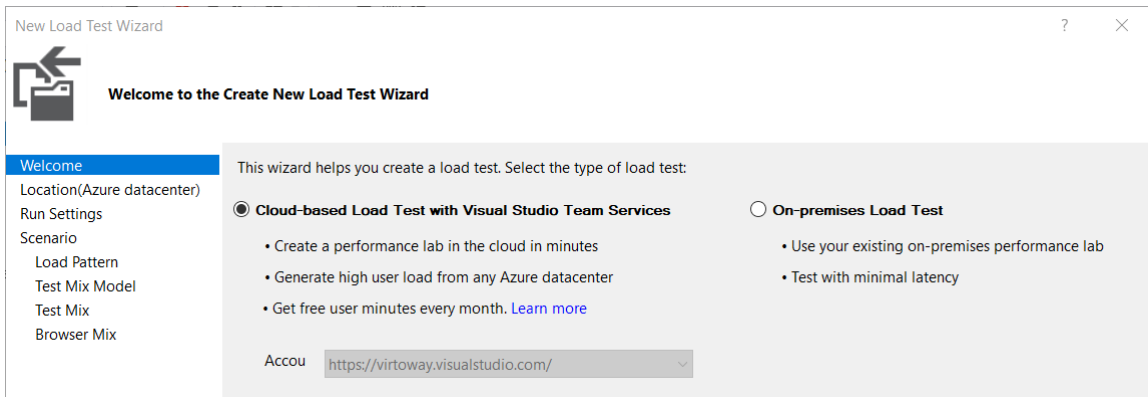 New Load Test Wizard
?
Welcome to the Create New Load Test Wizard
Welcome
Location(Azure datacenter)
Run Settings
Scenario
Load Pattern
Test Mix Model
Test Mix
Browser Mix
This wizard helps you create a load test. Select the type of load test:
Cloud-based Load Test with Visual Studio Team Services
• Create a performance lab in the cloud in minutes
• Generate high user load from any Azure datacenter
• Get free user minutes every month. Learn more
Accou https://virtoway.visualstudio.com/
On-premises Load Test
• Use your existing on-premises performance lab
• Test with minimal latency